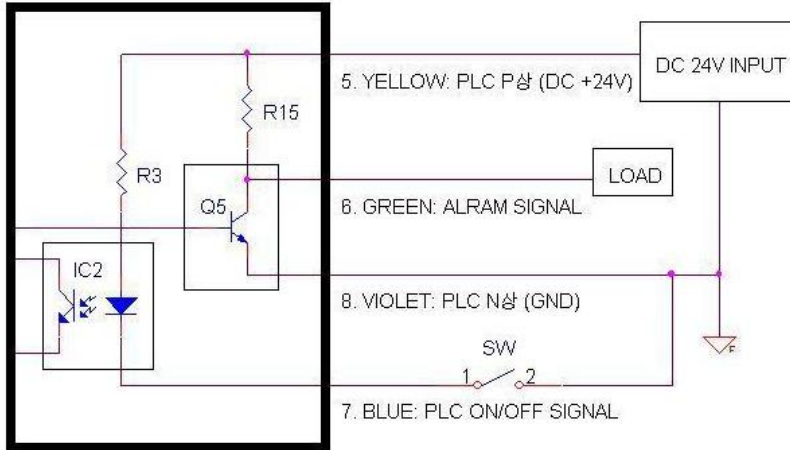 DC 24V INPUT
5. YELLOW: PLC P상 (DC +24V)
R15
R3
LOAD
Q5
6. GREEN: ALRAM SIGNAL
IC2
8. VIOLET: PLC N상 (GND)
SW
1 2
7. BLUE: PLC ON/OFF SIGNAL